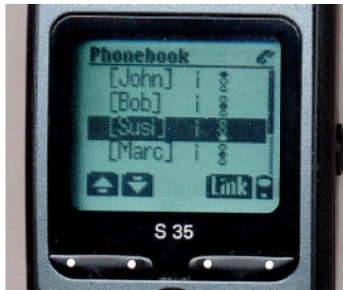 Phonebook
[John] i
[Bob] i
[Susi] i
[Marc] i
Link
S 35